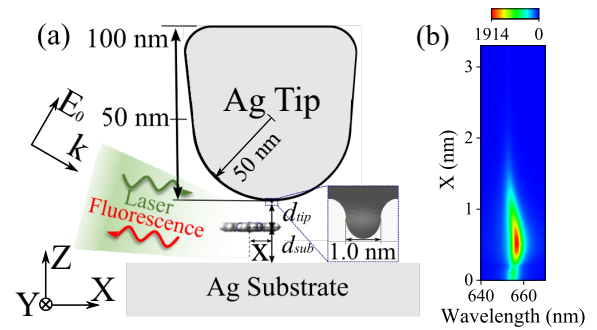 (a)
100 nm
50 nm
Ag Tip
50 nm
E0
k
Laser
Fluorescence
dtip
dsub
X
1.0 nm
Z
Y
X
Ag Substrate
(b)
1914
0
3
2
1
0
X (nm)
640
660
Wavelength (nm)